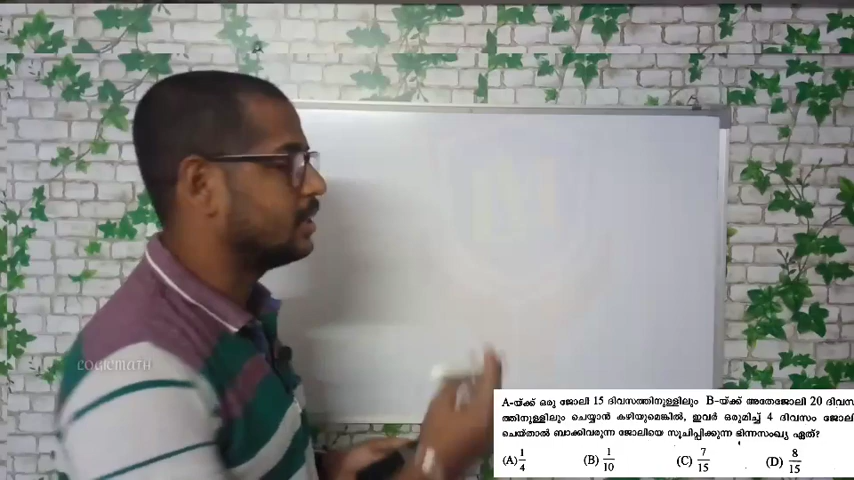 LOGICMATH
A-യ്ക്ക് ഒരു ജോലി 15 ദിവസത്തിനുള്ളിലും B-യ്ക്ക് അതേജോലി 20 ദിവസ
ത്തിനുള്ളിലും ചെയ്യാൻ കഴിയുമെങ്കിൽ, ഇവർ ഒരുമിച്ച് 4 ദിവസം ജോലി
ചെയ്താൽ ബാക്കിവരുന്ന ജോലിയെ സൂചിപ്പിക്കുന്ന ഭിന്നസംഖ്യ ഏത്?
(A) 1/4 (B) 1/10 (C) 7/15 (D) 8/15